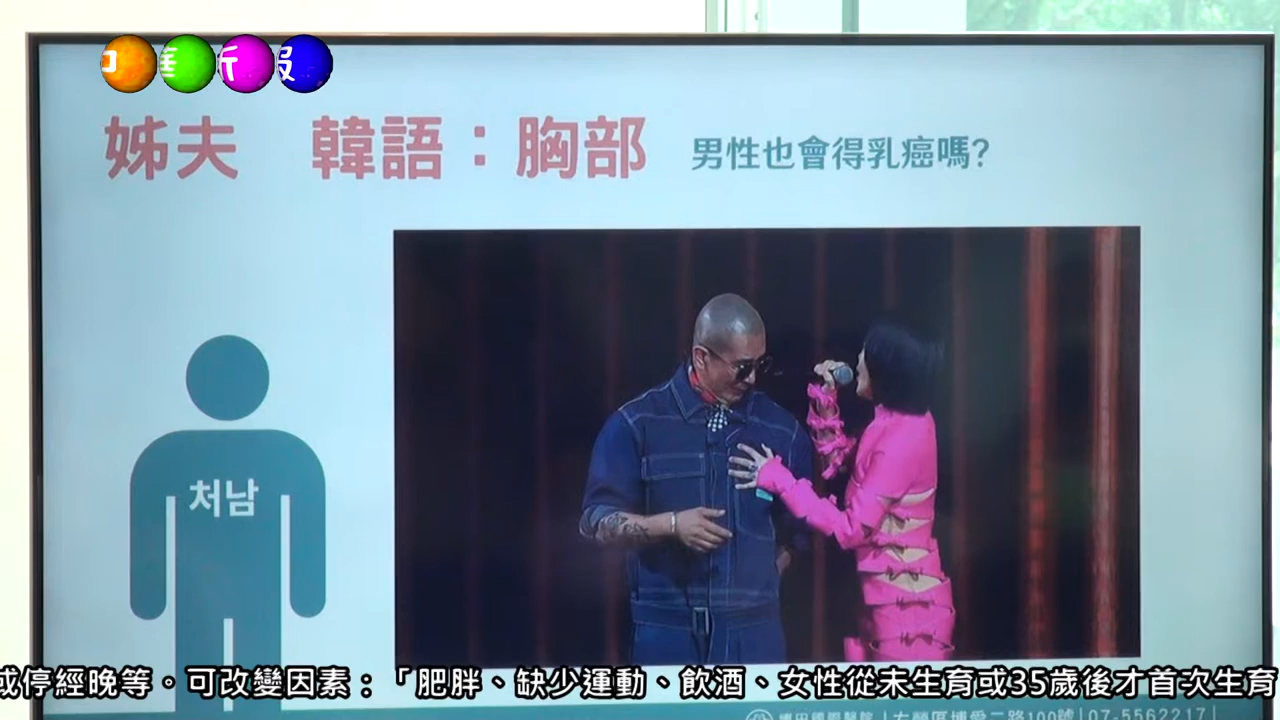 姊夫 韓語：胸部 男性也會得乳癌嗎?
처남
或停經晚等。可改變因素：「肥胖、缺少運動、飲酒、女性從未生育或35歲後才首次生育
07-5562217